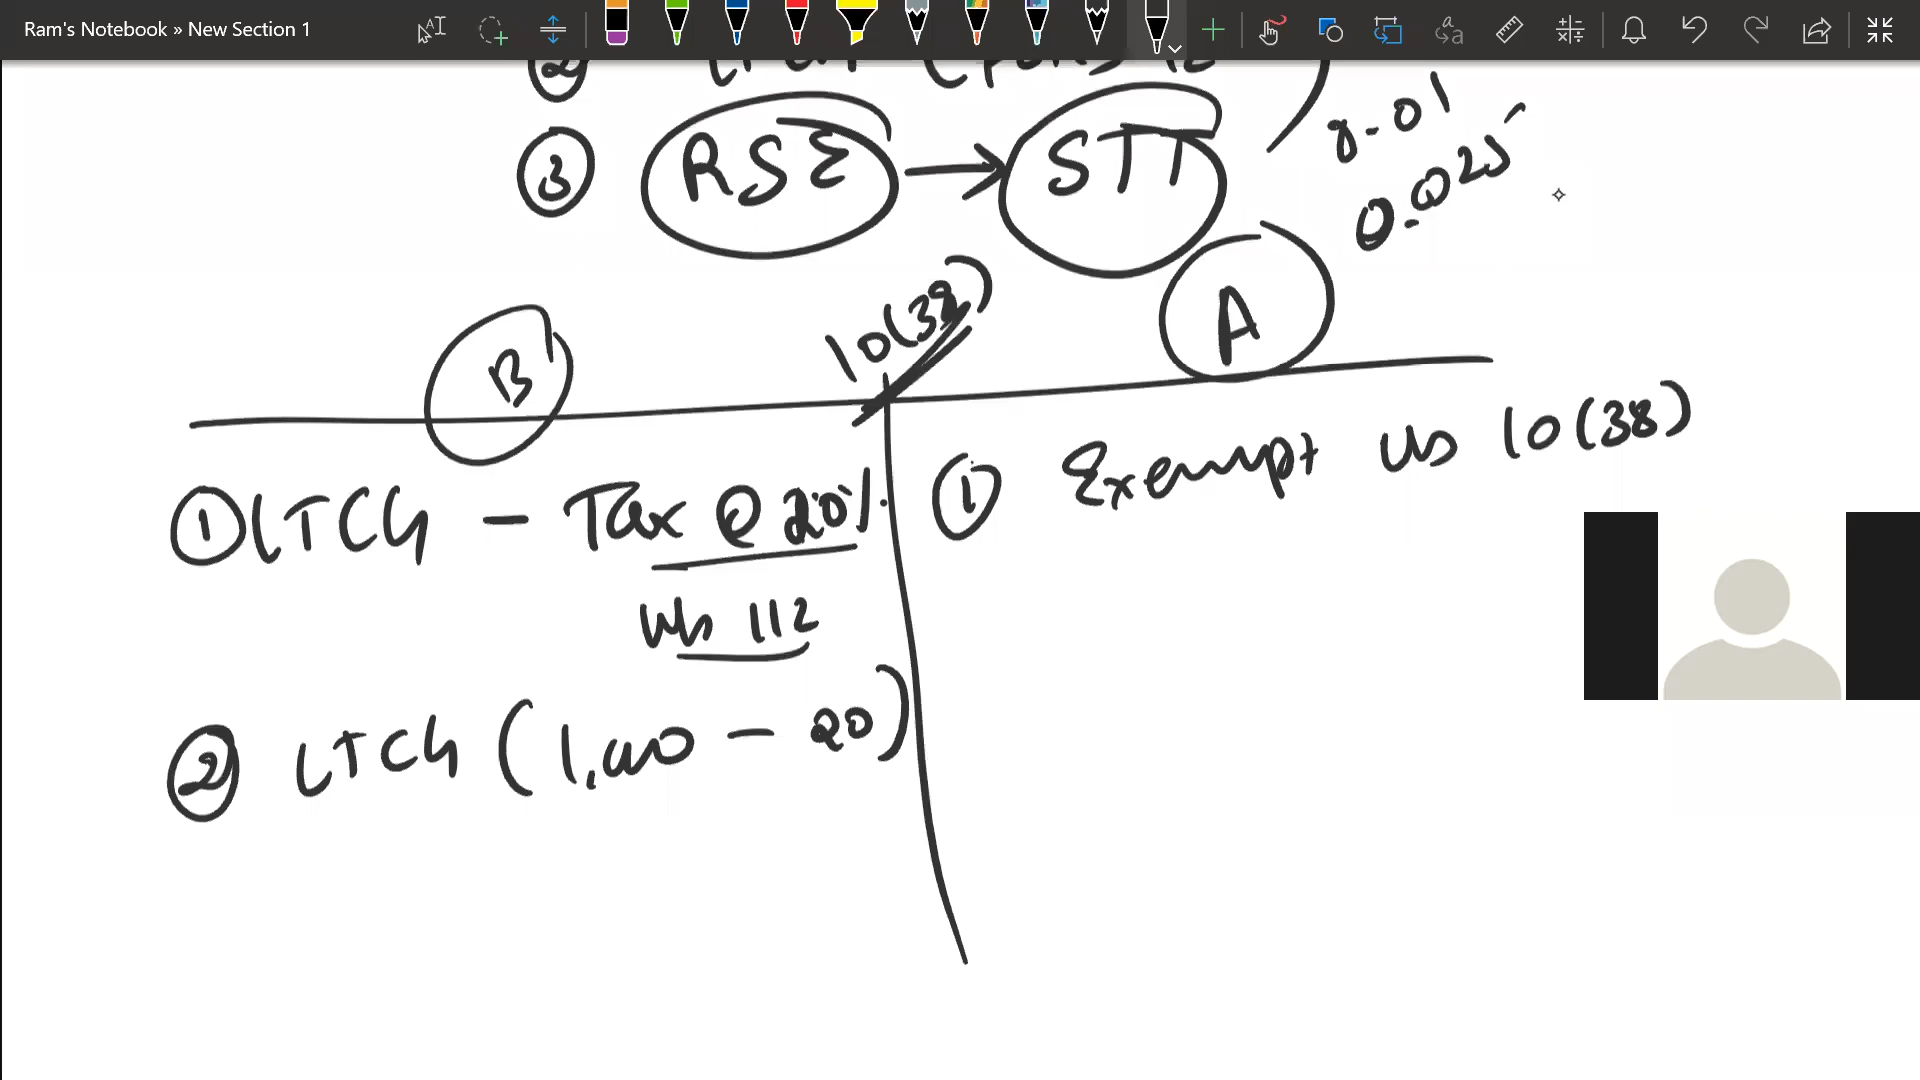 Ram's Notebook » New Section 1
③ RSE → STT
0.01
0.025
B 10(38) A
① LTCG - Tax @ 20%
u/s 112
① Exempt u/s 10(38)
② LTCG (1,000 - 20)